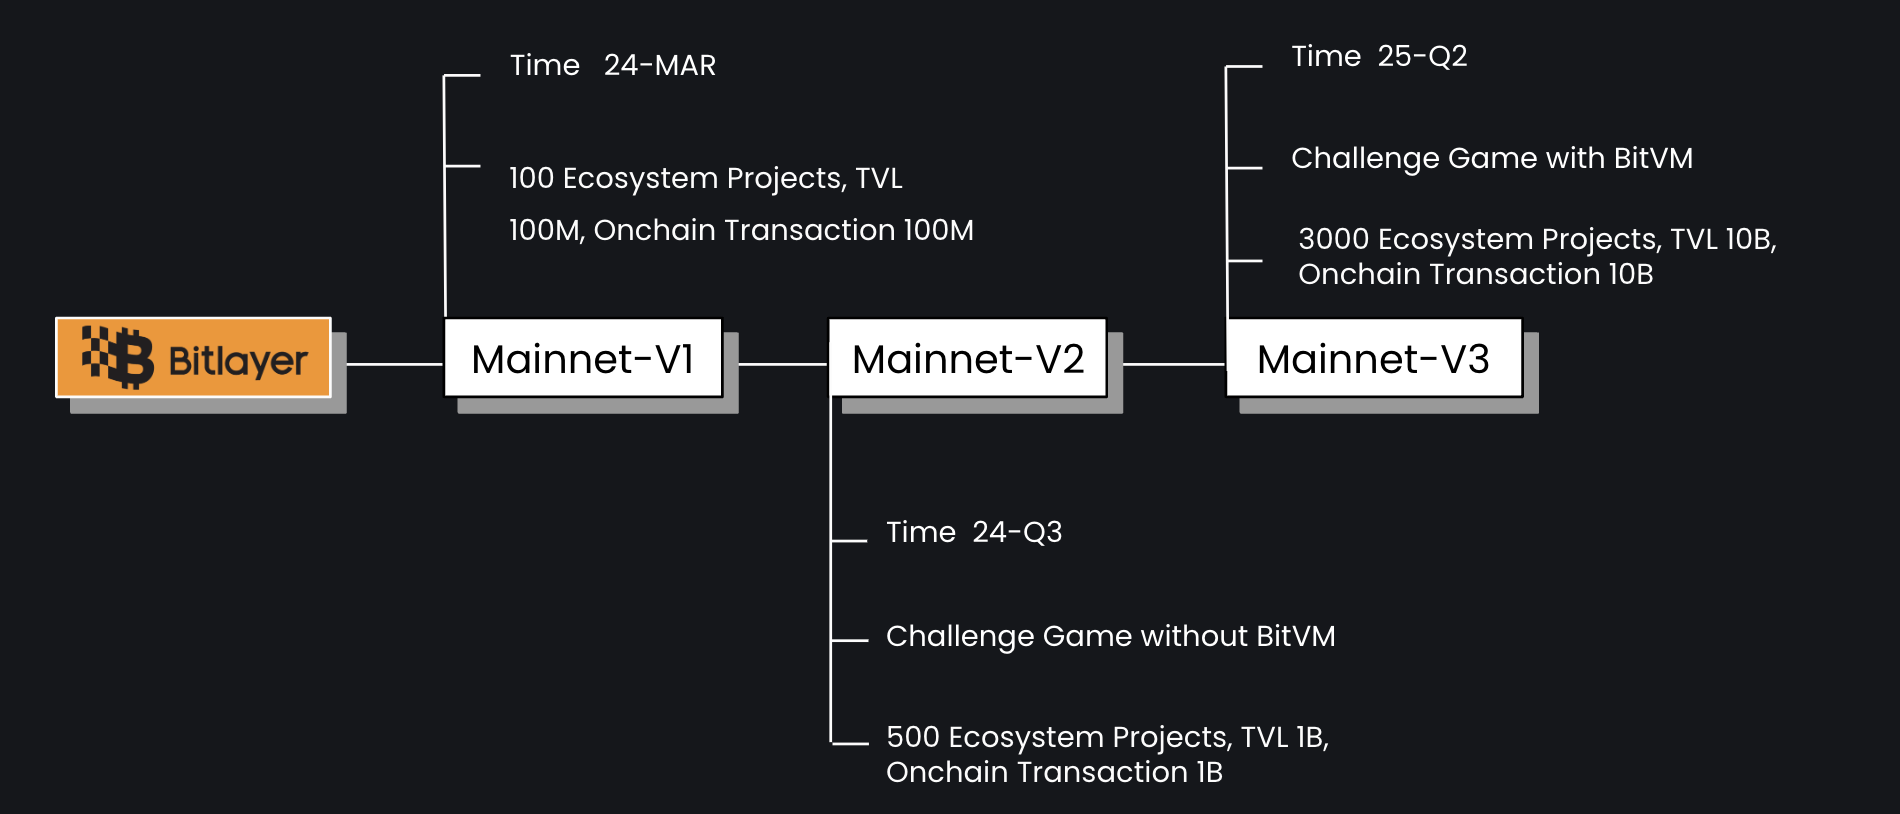 Time 24-MAR
100 Ecosystem Projects, TVL
100M, Onchain Transaction 100M
Time 25-Q2
Challenge Game with BitVM
3000 Ecosystem Projects, TVL 10B,
Onchain Transaction 10B
Bitlayer
Mainnet-V1
Mainnet-V2
Mainnet-V3
Time 24-Q3
Challenge Game without BitVM
500 Ecosystem Projects, TVL 1B,
Onchain Transaction 1B